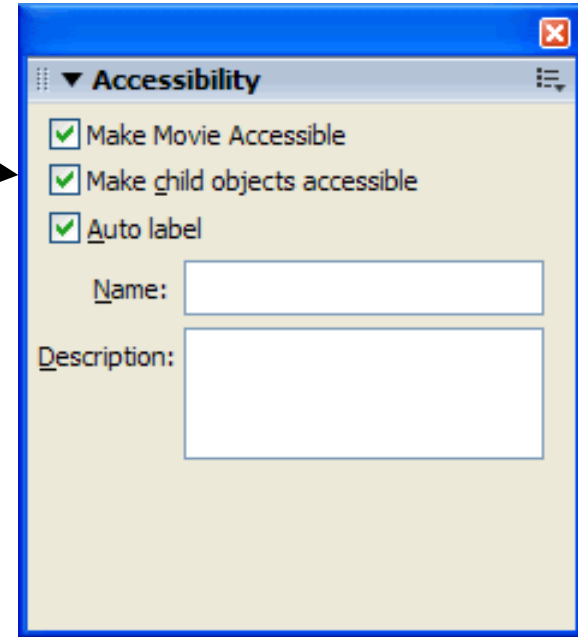 Accessibility
Make Movie Accessible
Make child objects accessible
Auto label
Name:
Description: